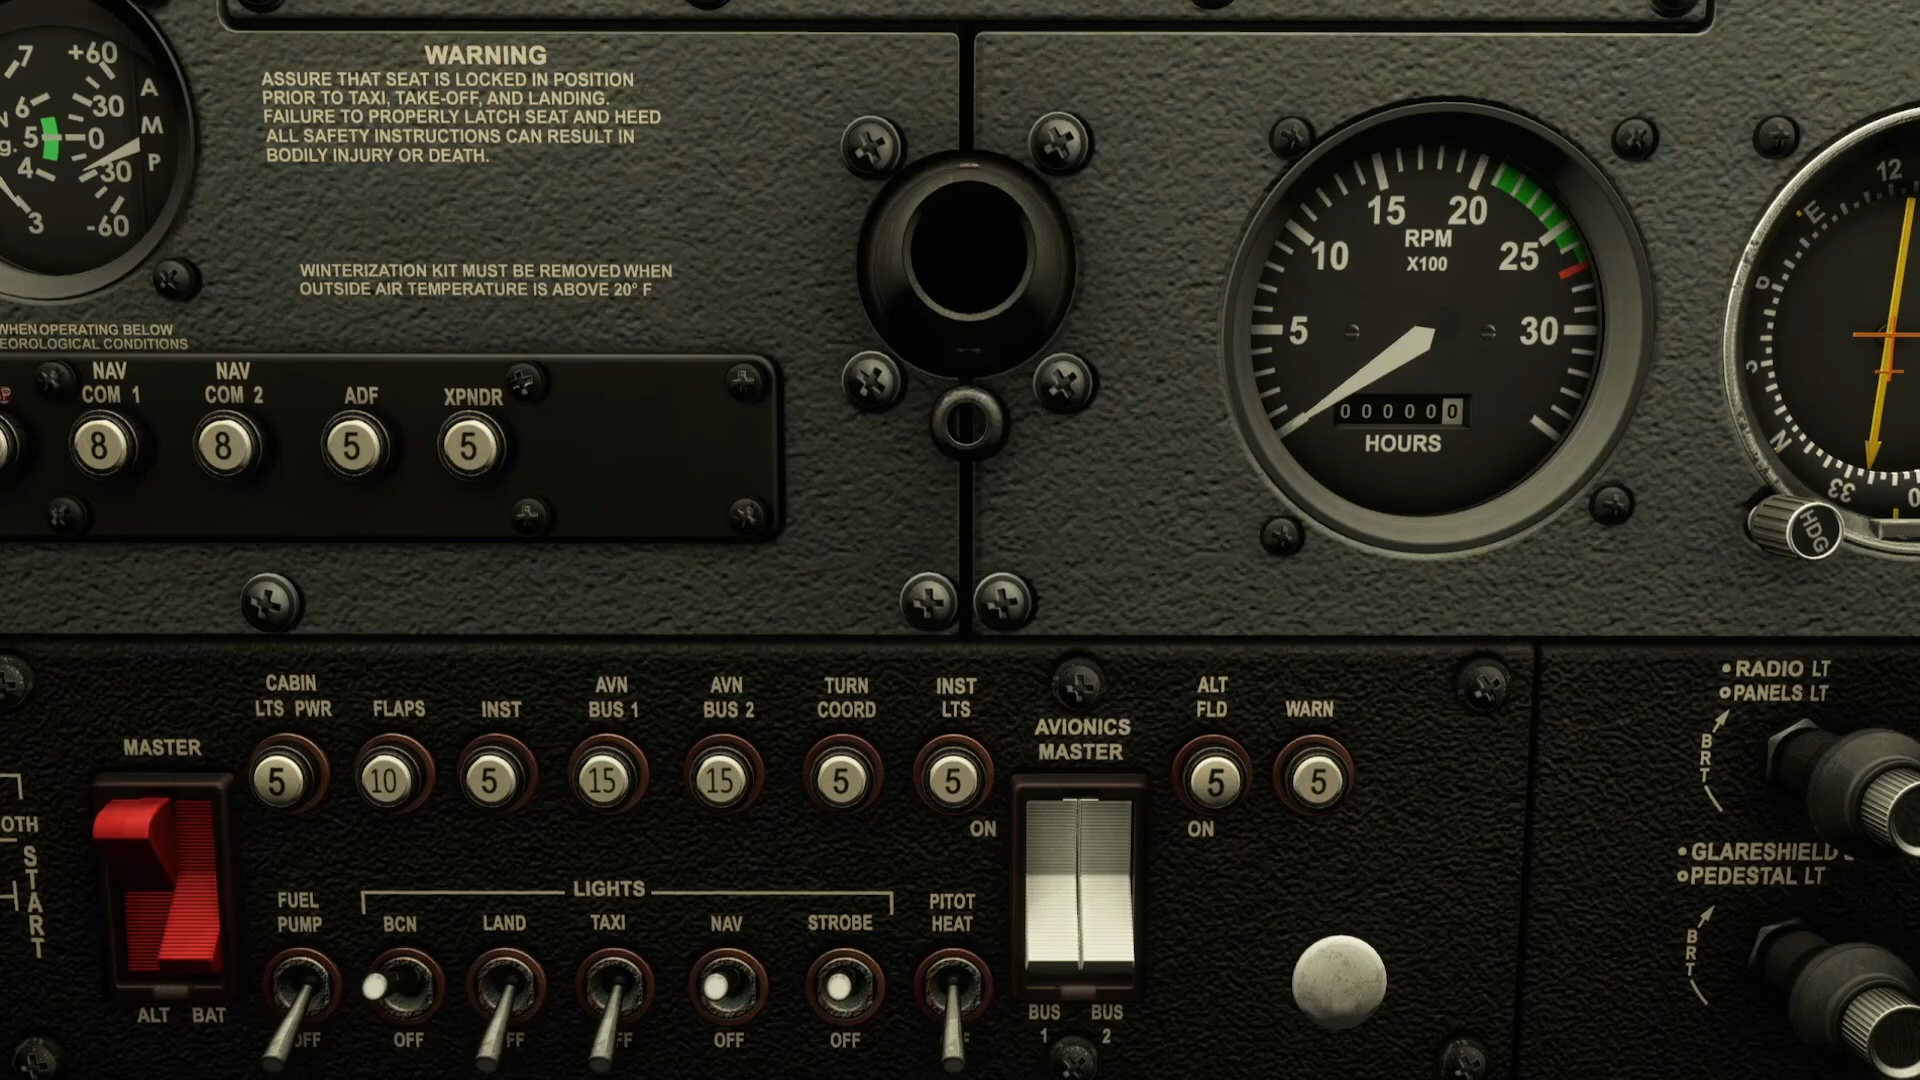 7 +60
6 30
5 0
4 30
3 -60
A
M
P
WARNING
ASSURE THAT SEAT IS LOCKED IN POSITION
PRIOR TO TAXI, TAKE-OFF, AND LANDING.
FAILURE TO PROPERLY LATCH SEAT AND HEED
ALL SAFETY INSTRUCTIONS CAN RESULT IN
BODILY INJURY OR DEATH.
WINTERIZATION KIT MUST BE REMOVED WHEN
OUTSIDE AIR TEMPERATURE IS ABOVE 20° F
WHEN OPERATING BELOW
EOROLOGICAL CONDITIONS
NAV
COM 1
NAV
COM 2
ADF
XPNDR
8 8 5 5
15 20
RPM
X100
10 25
5 30
000000
HOURS
12
E
N
33
HDG
CABIN
LTS PWR
FLAPS
INST
AVN
BUS 1
AVN
BUS 2
TURN
COORD
INST
LTS
AVIONICS
MASTER
ALT
FLD
WARN
MASTER
5 10 5 15 15 5 5 5 5
ON ON
OTH
START
ALT BAT
FUEL
PUMP
LIGHTS
BCN LAND TAXI NAV STROBE
PITOT
HEAT
OFF OFF OFF
BUS
1
BUS
2
RADIO LT
PANELS LT
BRT
GLARESHIELD
PEDESTAL LT
BRT